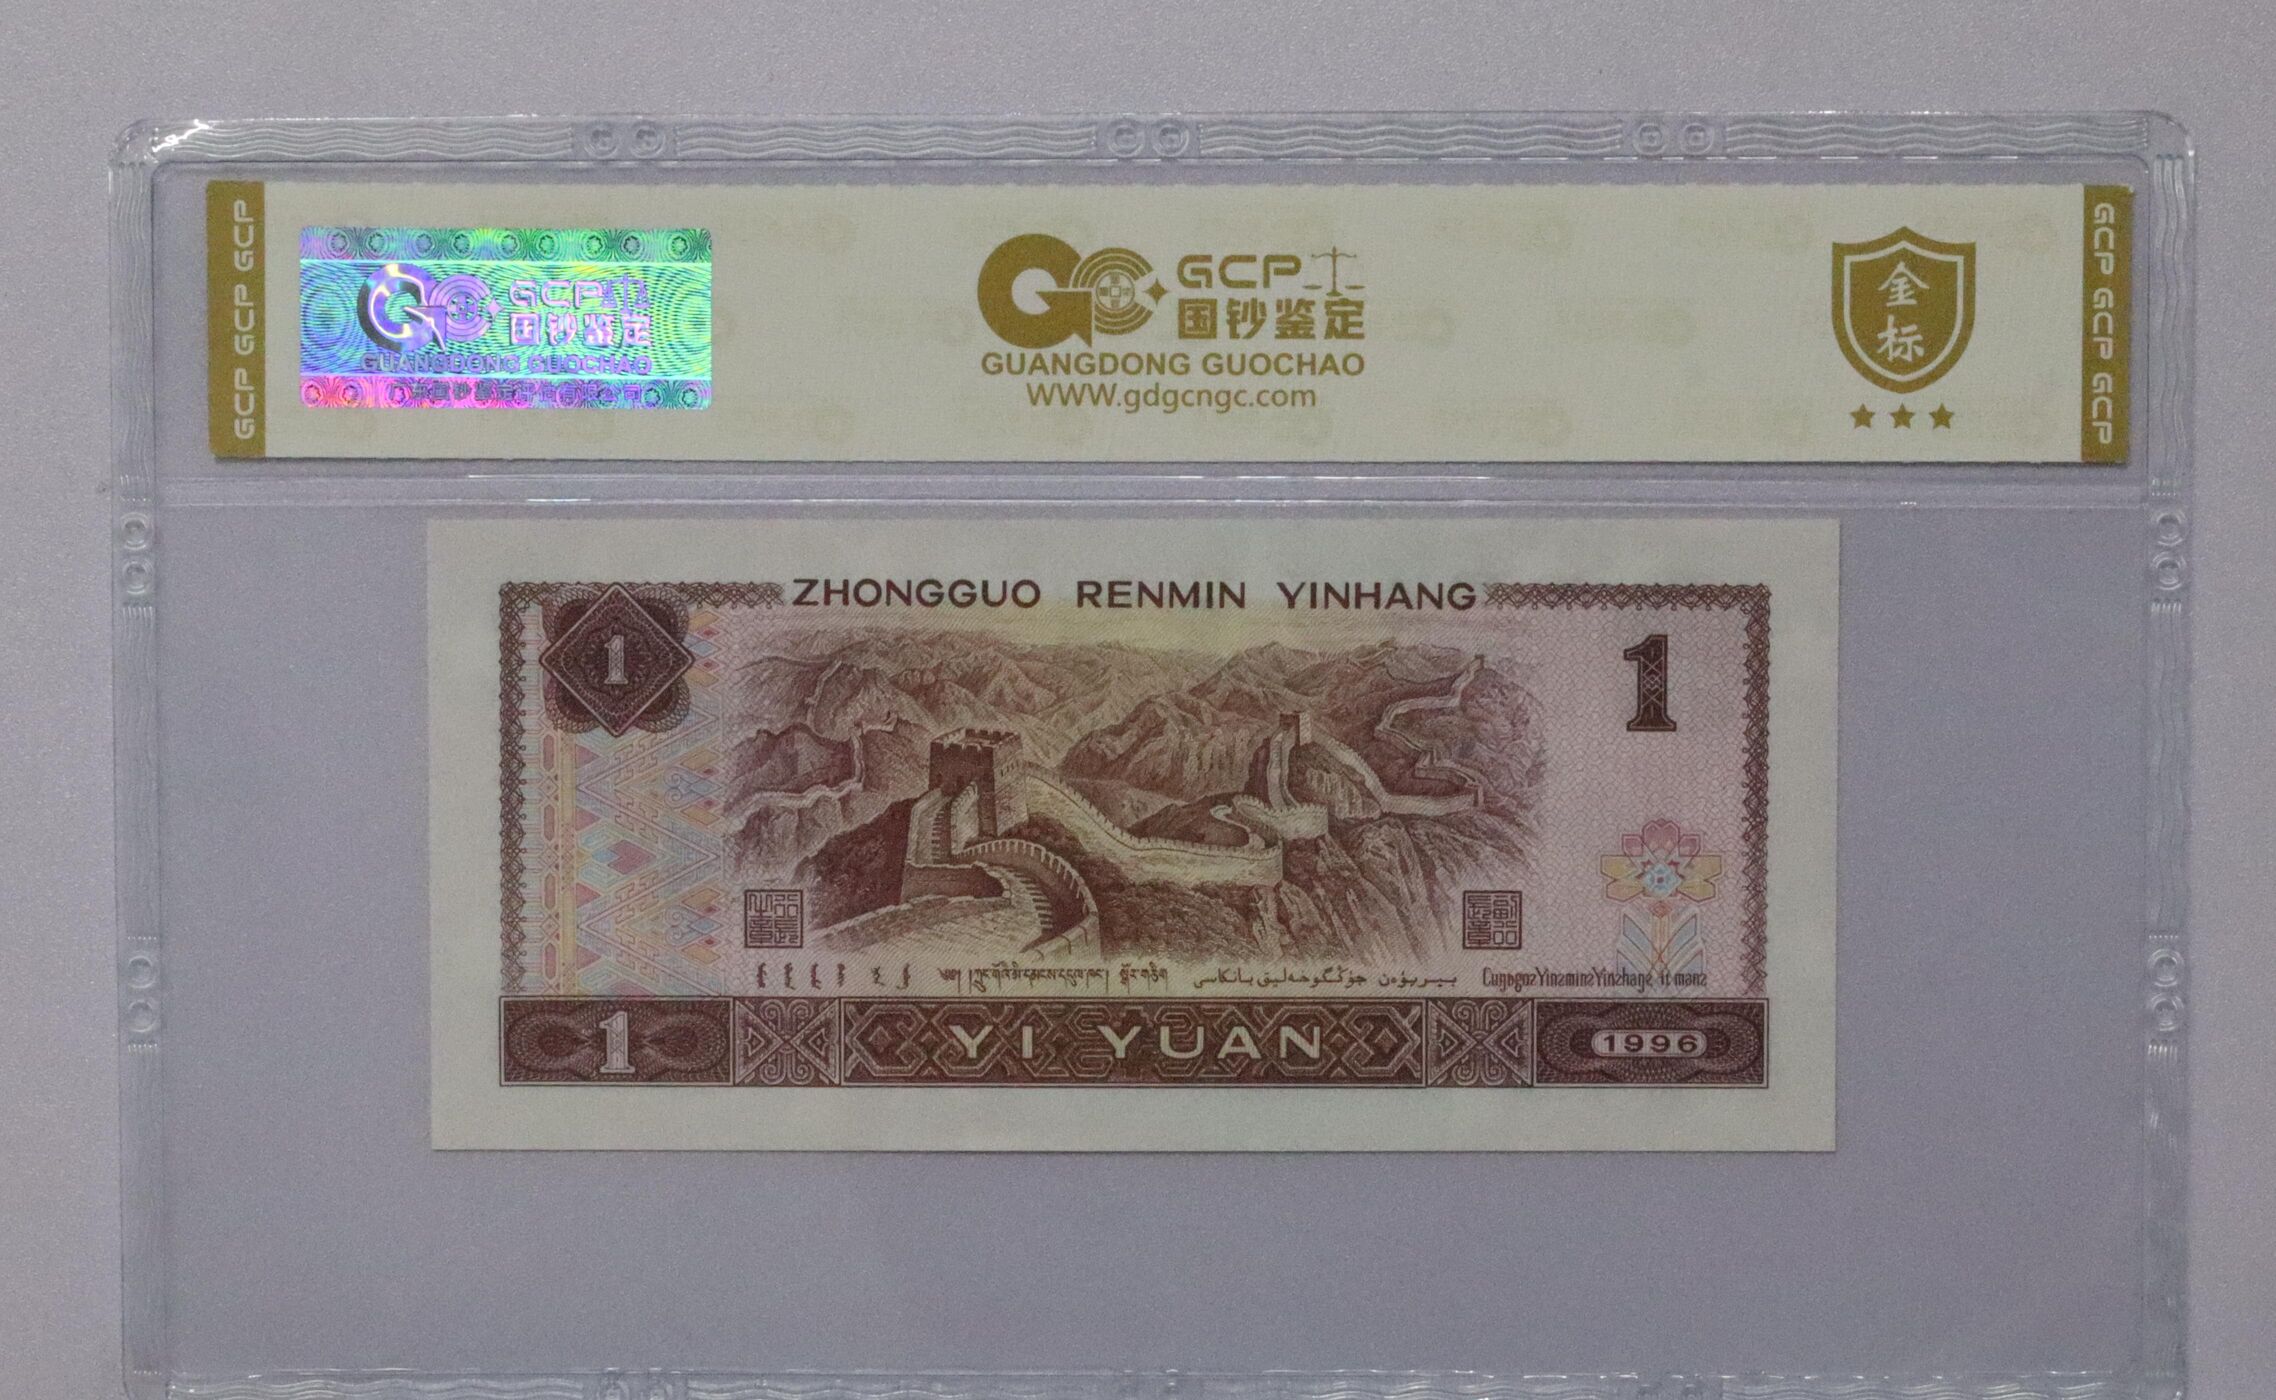 GCP GCP GCP
GCP
国钞鉴定
GUANGDONG GUOCHAO
GCP
国钞鉴定
GUANGDONG GUOCHAO
WWW.gdgcngc.com
金
标
GCP GCP GCP
ZHONGGUO RENMIN YINHANG
1
1
1
YI YUAN
1996